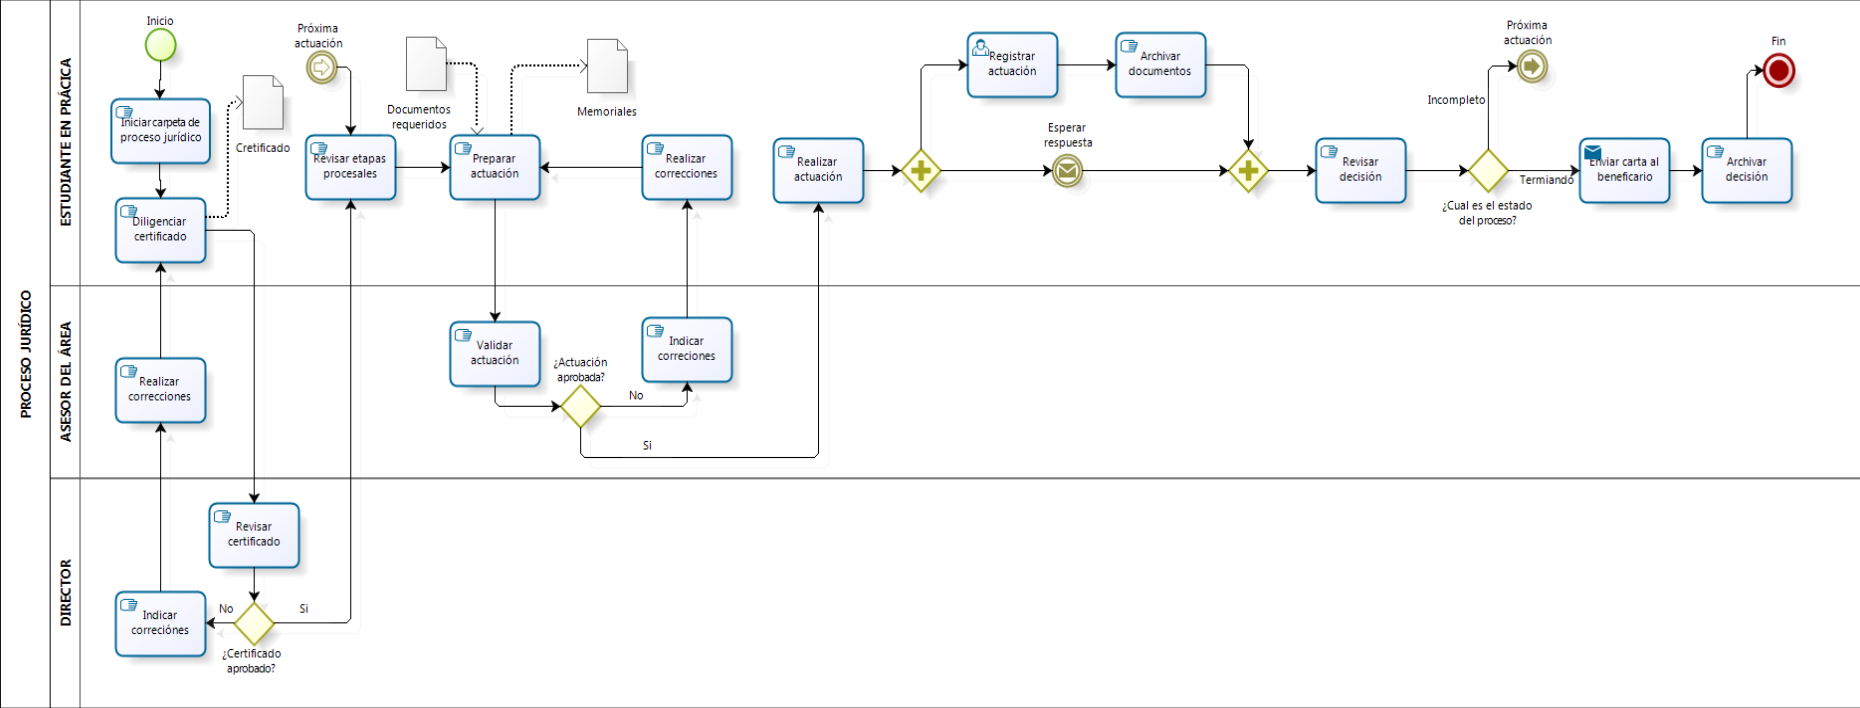 PROCESO JURÍDICO
ESTUDIANTE EN PRÁCICA
Inicio
Iniciar carpeta de
proceso jurídico
Cretificado
Diligenciar
certificado
Próxima
actuación
Revisar etapas
procesales
Documentos
requeridos
Preparar
actuación
Memoriales
Realizar
correcciones
Realizar
actuación
Registrar
actuación
Archivar
documentos
Esperar
respuesta
Revisar
decisión
Próxima
actuación
Incompleto
¿Cual es el estado
del proceso?
Termiando
Enviar carta al
beneficario
Archivar
decisión
Fin
ASESOR DEL ÁREA
Realizar
correcciones
Validar
actuación
¿Actuación
aprobada?
No
Si
Indicar
correciones
DIRECTOR
Revisar
certificado
Indicar
correciónes
No
Si
¿Certificado
aprobado?